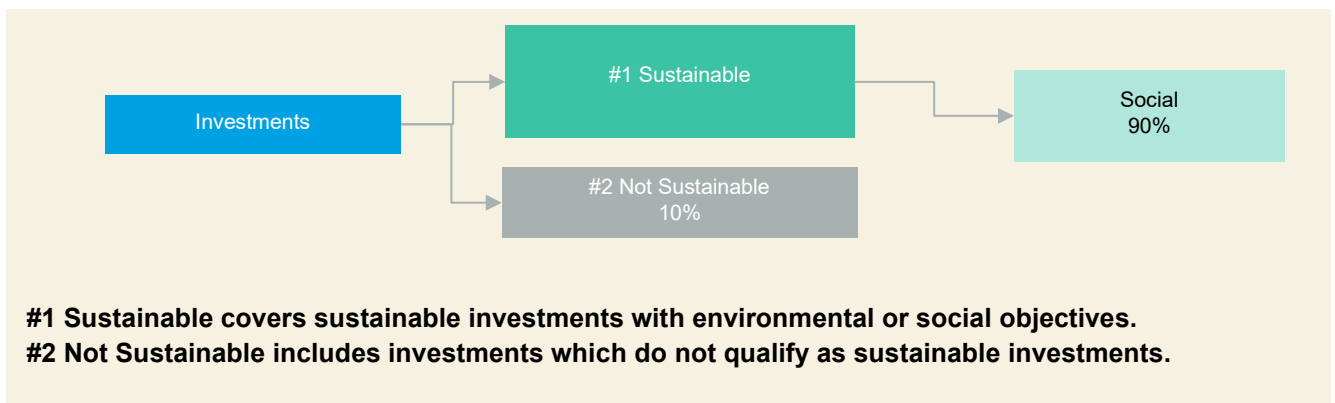 #1 Sustainable
Investments
Social
90%
#2 Not Sustainable
10%
#1 Sustainable covers sustainable investments with environmental or social objectives.
#2 Not Sustainable includes investments which do not qualify as sustainable investments.